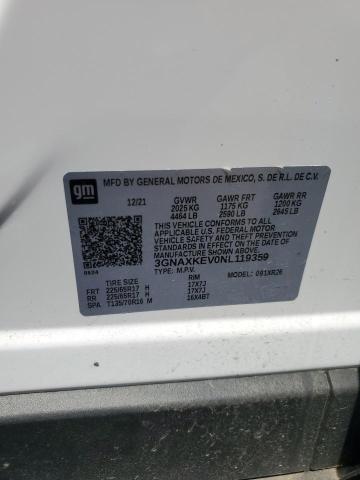 gm
MFD BY GENERAL MOTORS DE MEXICO, S. DE R.L. DE C.V.
12/21 GVWR GAWR FRT GAWR RR
2025 KG 1175 KG 1200 KG
4464 LB 2590 LB 2645 LB
THIS VEHICLE CONFORMS TO ALL APPLICABLE
U.S. FEDERAL MOTOR VEHICLE SAFETY, BUMPER,
AND THEFT PREVENTION STANDARDS IN EFFECT
ON THE DATE OF MANUFACTURE SHOWN ABOVE.
3GNAXKEV0NL119359
TYPE: M.P.V. MODEL: 091XR26
TIRE SIZE RIM
FRT 225/65R17 H 17X7J
RR 225/65R17 H 17X7J
SPA T135/70R16 M 16X4BT